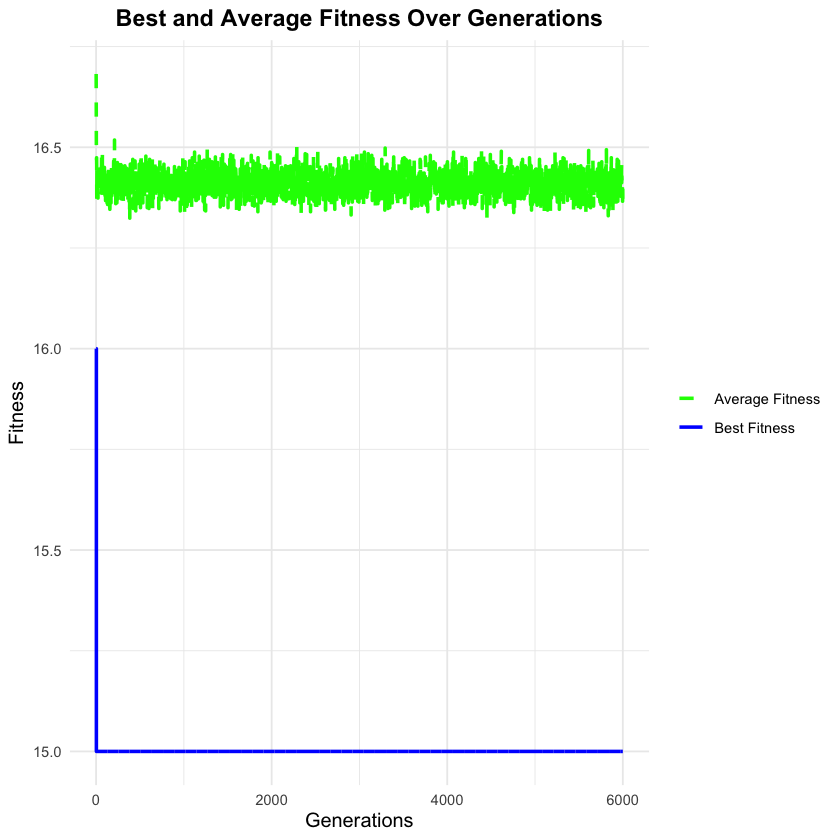 Best and Average Fitness Over Generations
16.5
16.0
15.5
15.0
Fitness
0 2000 4000 6000
Generations
Average Fitness
Best Fitness